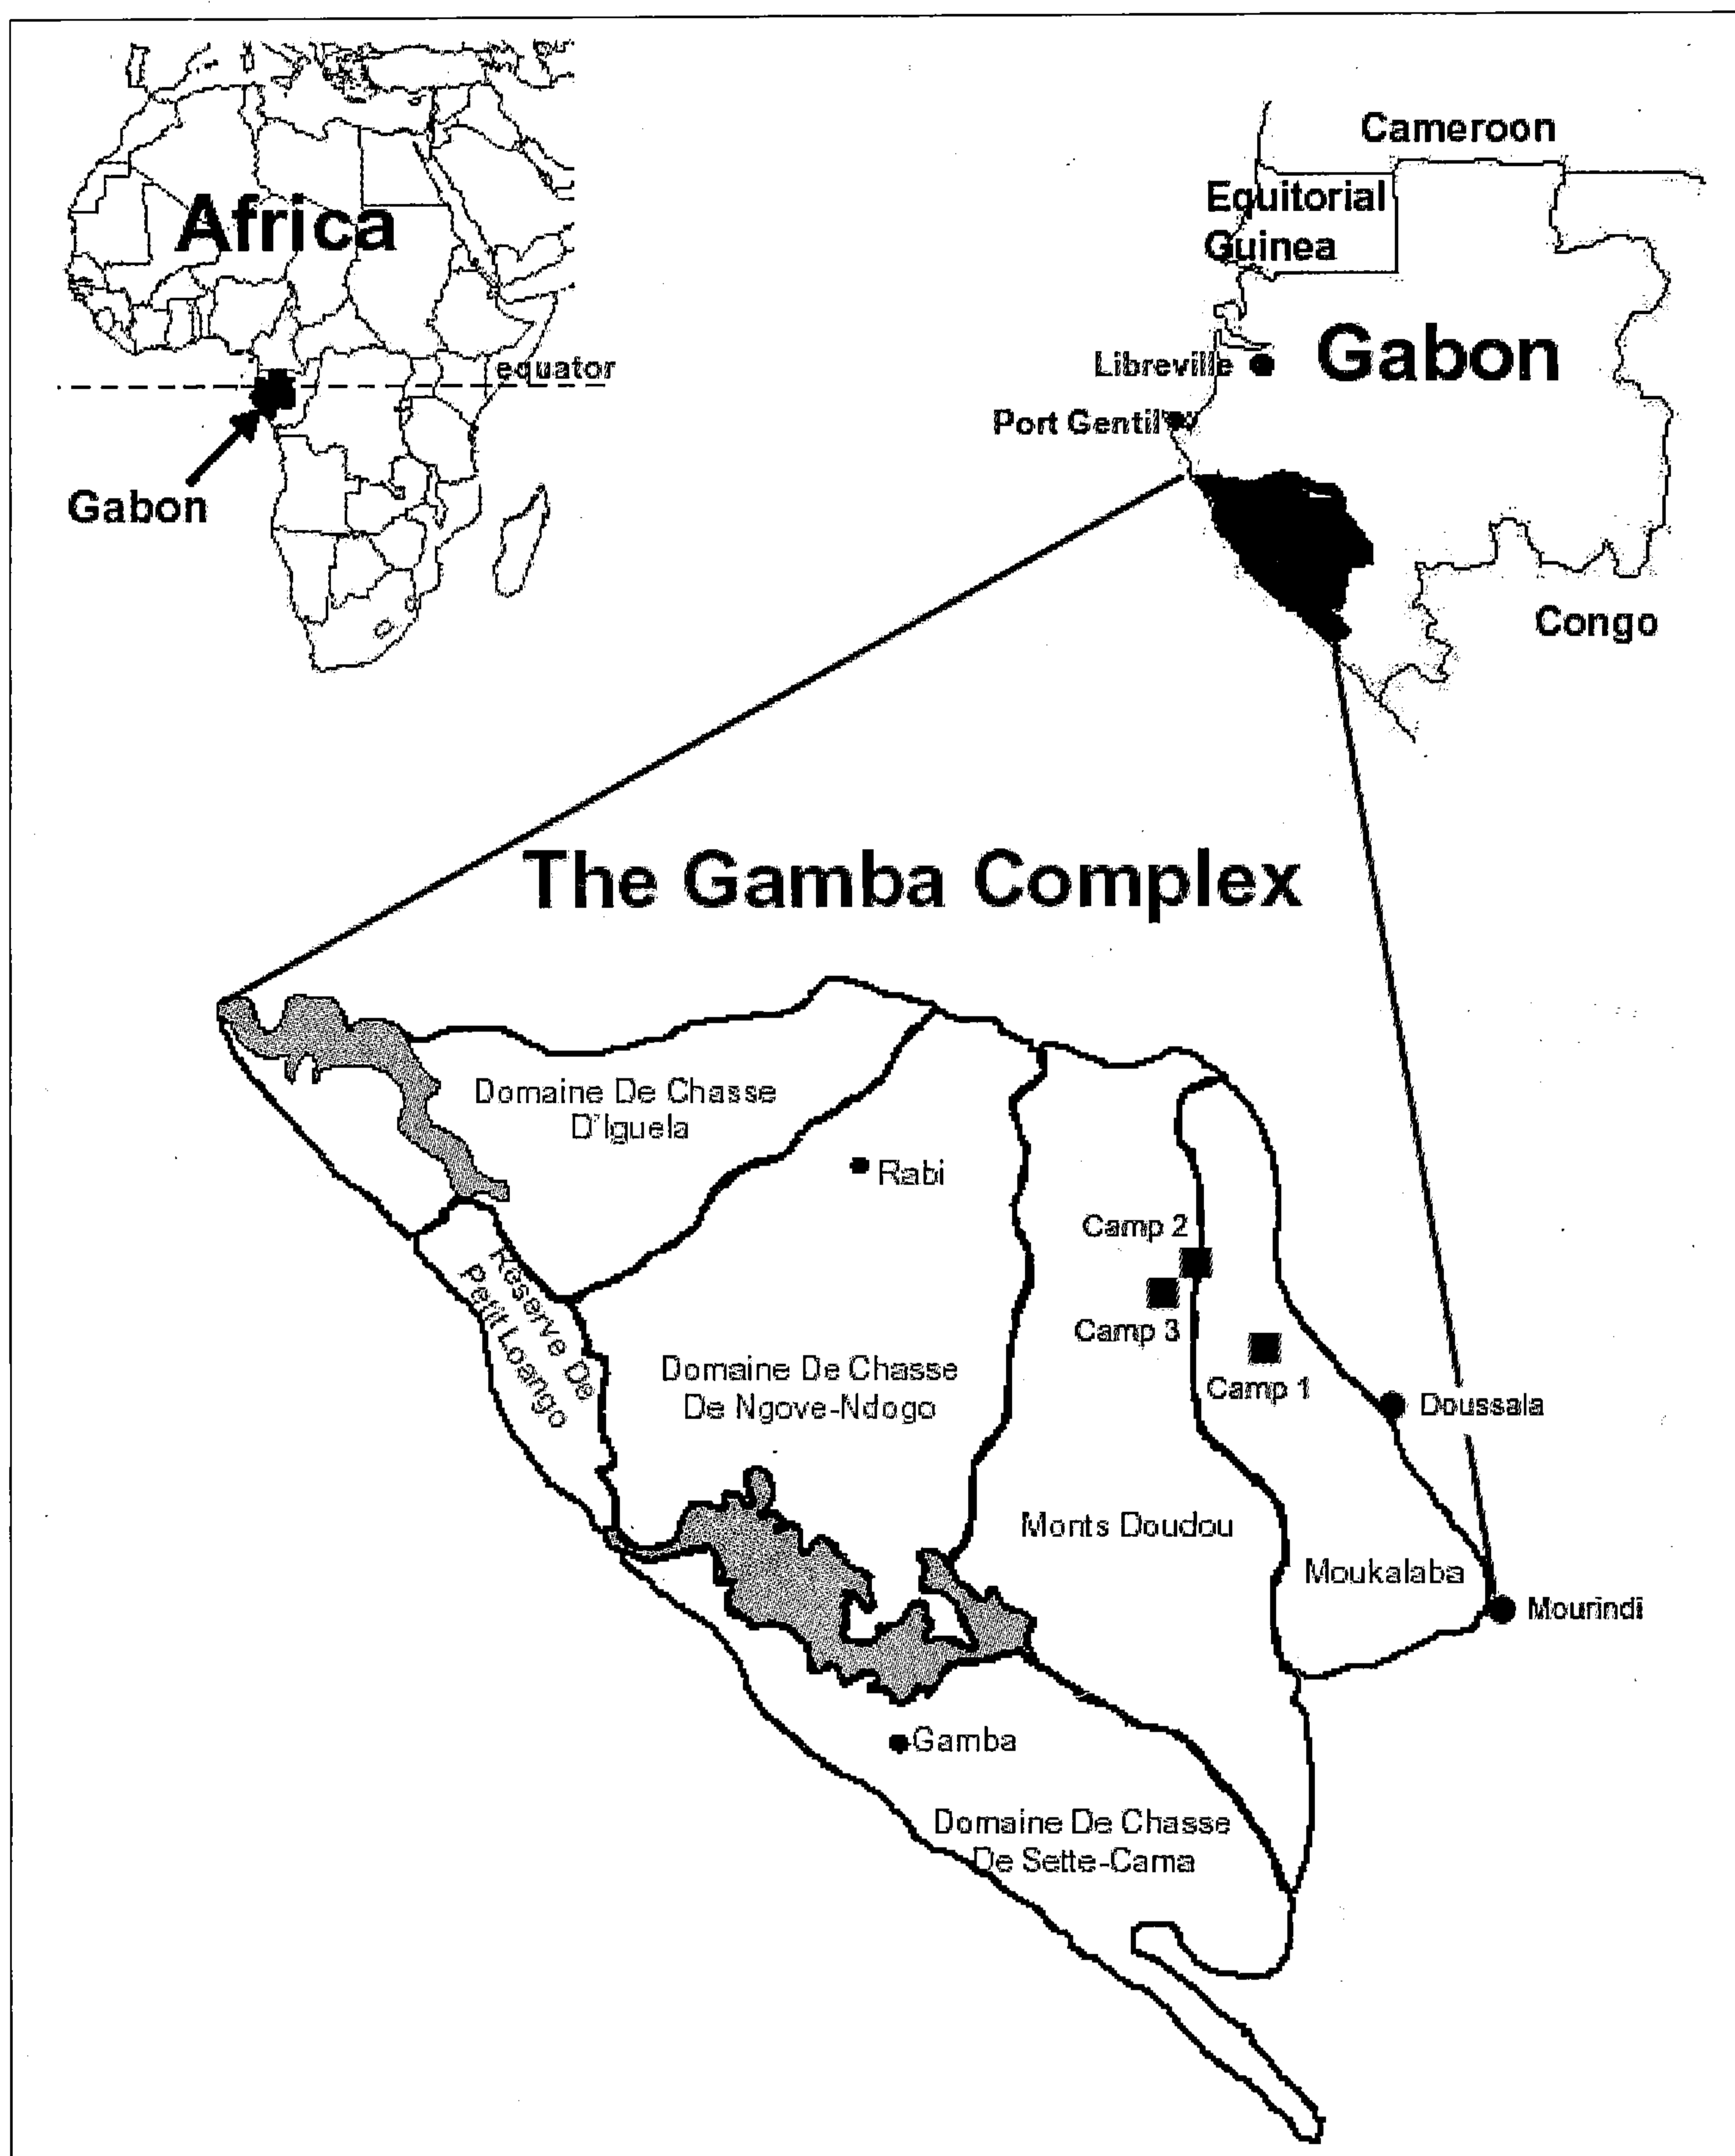 Africa
equator
Gabon
Cameroon
Equitorial
Guinea
Libreville
Gabon
Port Gentil
Congo
The Gamba Complex
Domaine De Chasse
D'Iguela
Rabi
Camp 2
Camp 3
Camp 1
Reserve De
Petit Loango
Domaine De Chasse
De Ngove-Ndogo
Doussala
Monts Doudou
Moukalaba
Mourindi
Gamba
Domaine De Chasse
De Sette-Cama